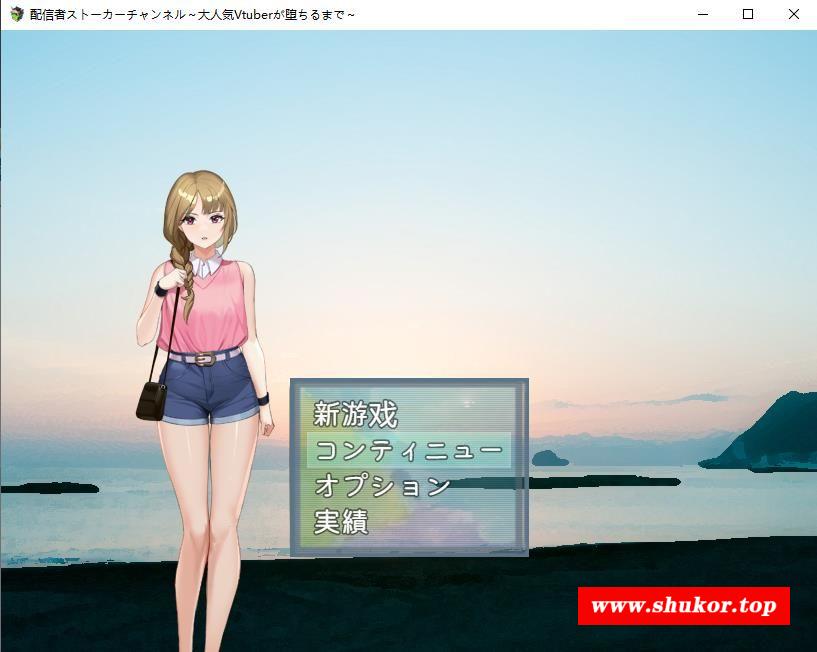 配信者ストーカーチャンネル～大人気Vtuberが堕ちるまで～
新游戏
コンティニュー
オプション
実績
www.shukor.top